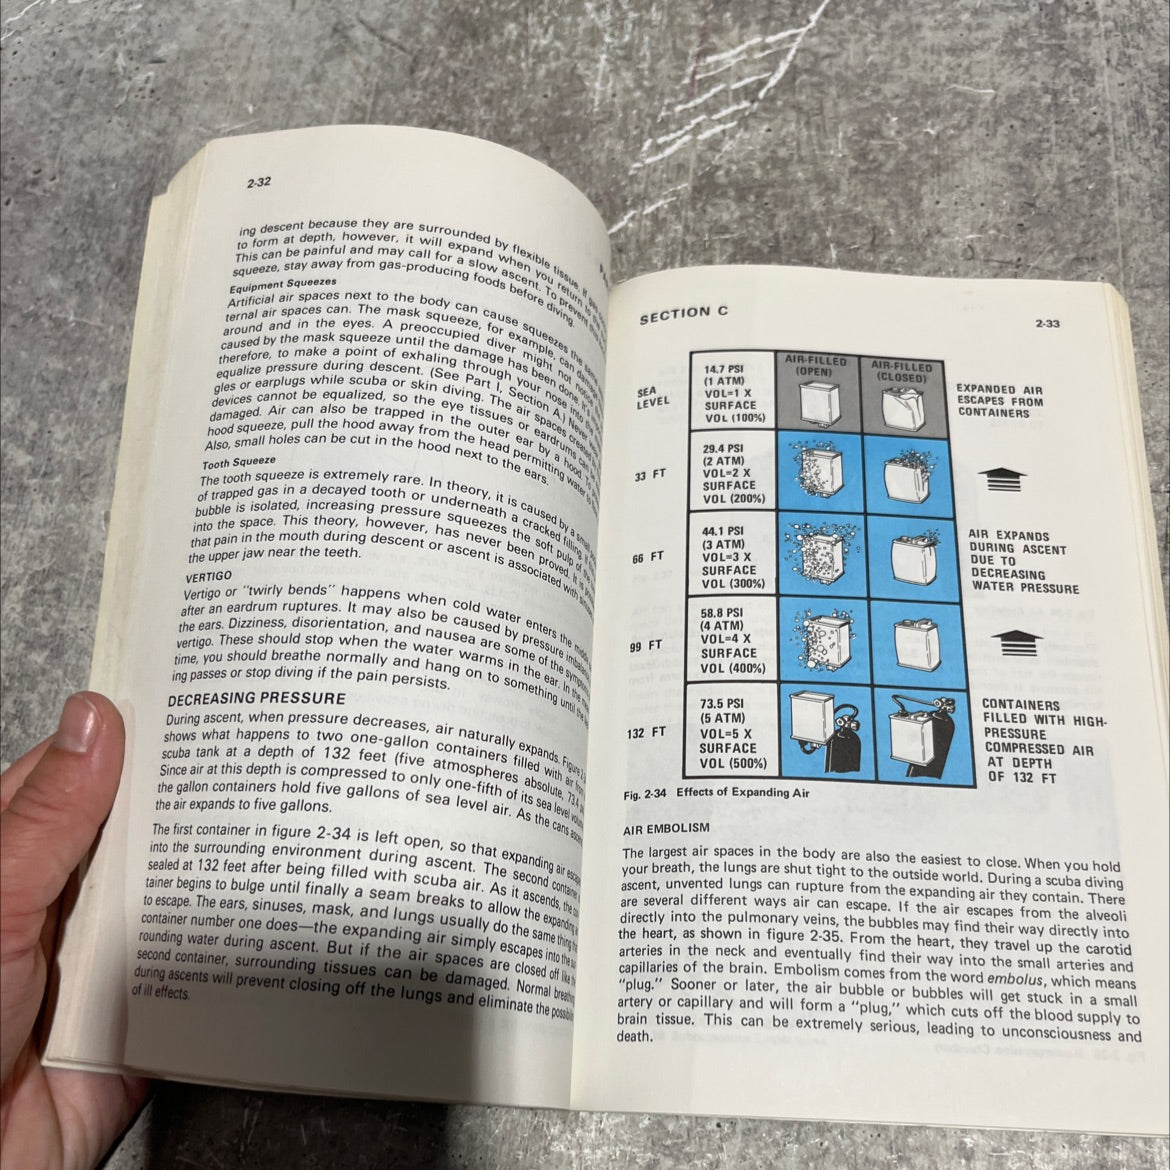 2-32
ing descent because they are surrounded by flexible tissue. If
to form at depth, however, it will expand when you return to
This can be painful and may call for a slow ascent. To prevent
squeeze, stay away from gas-producing foods before diving.
Equipment Squeezes
Artificial air spaces next to the body can cause squeezes the same
ternal air spaces can. The mask squeeze, for example, can
around and in the eyes. A preoccupied diver might not notice
caused by the mask squeeze until the damage has been done.
therefore, to make a point of exhaling through your nose into the
equalize pressure during descent. (See Part I, Section A.) Never
gles or earplugs while scuba or skin diving. The air spaces created
devices cannot be equalized, so the eye tissues or eardrums can
damaged. Air can also be trapped in the outer ear by a hood.
hood squeeze, pull the hood away from the head permitting water to
Also, small holes can be cut in the hood next to the ears.
Tooth Squeeze
The tooth squeeze is extremely rare. In theory, it is caused by a small
of trapped gas in a decayed tooth or underneath a cracked filling. If
bubble is isolated, increasing pressure squeezes the soft pulp of the
into the space. This theory, however, has never been proved. It is
that pain in the mouth during descent or ascent is associated with
the upper jaw near the teeth.
VERTIGO
Vertigo or "twirly bends" happens when cold water enters the middle
after an eardrum ruptures. It may also be caused by pressure
the ears. Dizziness, disorientation, and nausea are some of the symptoms
vertigo. These should stop when the water warms in the ear. In the
time, you should breathe normally and hang on to something until the
ing passes or stop diving if the pain persists.
DECREASING PRESSURE
During ascent, when pressure decreases, air naturally expands. Figure
shows what happens to two one-gallon containers filled with air from
scuba tank at a depth of 132 feet (five atmospheres absolute, 73.4
Since air at this depth is compressed to only one-fifth of its sea level volume
the gallon containers hold five gallons of sea level air. As the cans ascend
the air expands to five gallons.
The first container in figure 2-34 is left open, so that expanding air escapes
into the surrounding environment during ascent. The second container
sealed at 132 feet after being filled with scuba air. As it ascends, the
tainer begins to bulge until finally a seam breaks to allow the expanding
to escape. The ears, sinuses, mask, and lungs usually do the same thing
container number one does—the expanding air simply escapes into the
rounding water during ascent. But if the air spaces are closed off like the
second container, surrounding tissues can be damaged. Normal breathing
during ascents will prevent closing off the lungs and eliminate the possibility
of ill effects.
SECTION C
2-33
AIR-FILLED (OPEN)
AIR-FILLED (CLOSED)
SEA LEVEL
14.7 PSI
(1 ATM)
VOL=1 X
SURFACE
VOL (100%)
EXPANDED AIR
ESCAPES FROM
CONTAINERS
33 FT
29.4 PSI
(2 ATM)
VOL=2 X
SURFACE
VOL (200%)
66 FT
44.1 PSI
(3 ATM)
VOL=3 X
SURFACE
VOL (300%)
AIR EXPANDS
DURING ASCENT
DUE TO
DECREASING
WATER PRESSURE
99 FT
58.8 PSI
(4 ATM)
VOL=4 X
SURFACE
VOL (400%)
132 FT
73.5 PSI
(5 ATM)
VOL=5 X
SURFACE
VOL (500%)
CONTAINERS
FILLED WITH HIGH-
PRESSURE
COMPRESSED AIR
AT DEPTH
OF 132 FT
Fig. 2-34 Effects of Expanding Air
AIR EMBOLISM
The largest air spaces in the body are also the easiest to close. When you hold
your breath, the lungs are shut tight to the outside world. During a scuba diving
ascent, unvented lungs can rupture from the expanding air they contain. There
are several different ways air can escape. If the air escapes from the alveoli
directly into the pulmonary veins, the bubbles may find their way directly into
the heart, as shown in figure 2-35. From the heart, they travel up the carotid
arteries in the neck and eventually find their way into the small arteries and
capillaries of the brain. Embolism comes from the word embolus, which means
"plug." Sooner or later, the air bubble or bubbles will get stuck in a small
artery or capillary and will form a "plug," which cuts off the blood supply to
brain tissue. This can be extremely serious, leading to unconsciousness and
death.